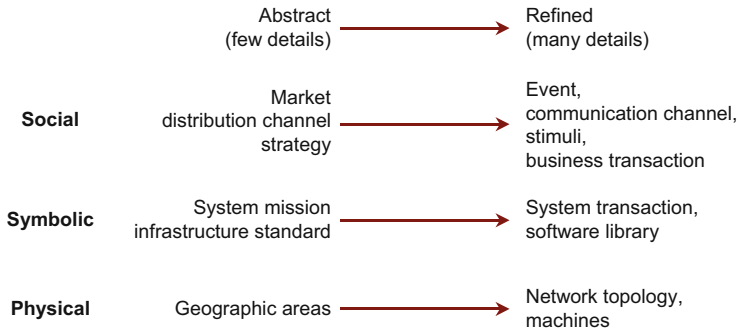 Abstract
(few details)
Refined
(many details)
Social
Market
distribution channel
strategy
Event,
communication channel,
stimuli,
business transaction
Symbolic
System mission
infrastructure standard
System transaction,
software library
Physical
Geographic areas
Network topology,
machines